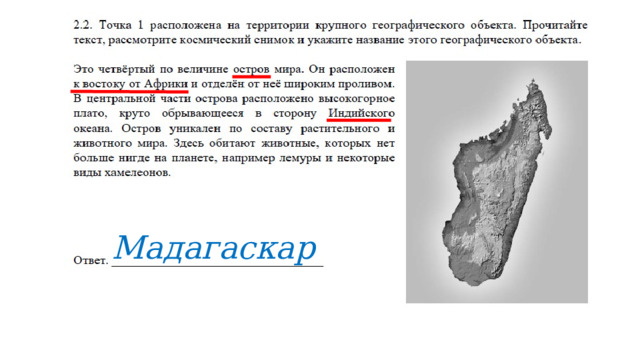 2.2. Точка 1 расположена на территории крупного географического объекта. Прочитайте
текст, рассмотрите космический снимок и укажите название этого географического объекта.
Это четвёртый по величине остров мира. Он расположен
к востоку от Африки и отделён от неё широким проливом.
В центральной части острова расположено высокогорное
плато, круто обрывающееся в сторону Индийского
океана. Остров уникален по составу растительного и
животного мира. Здесь обитают животные, которых нет
больше нигде на планете, например лемуры и некоторые
виды хамелеонов.
Мадагаскар
Ответ.